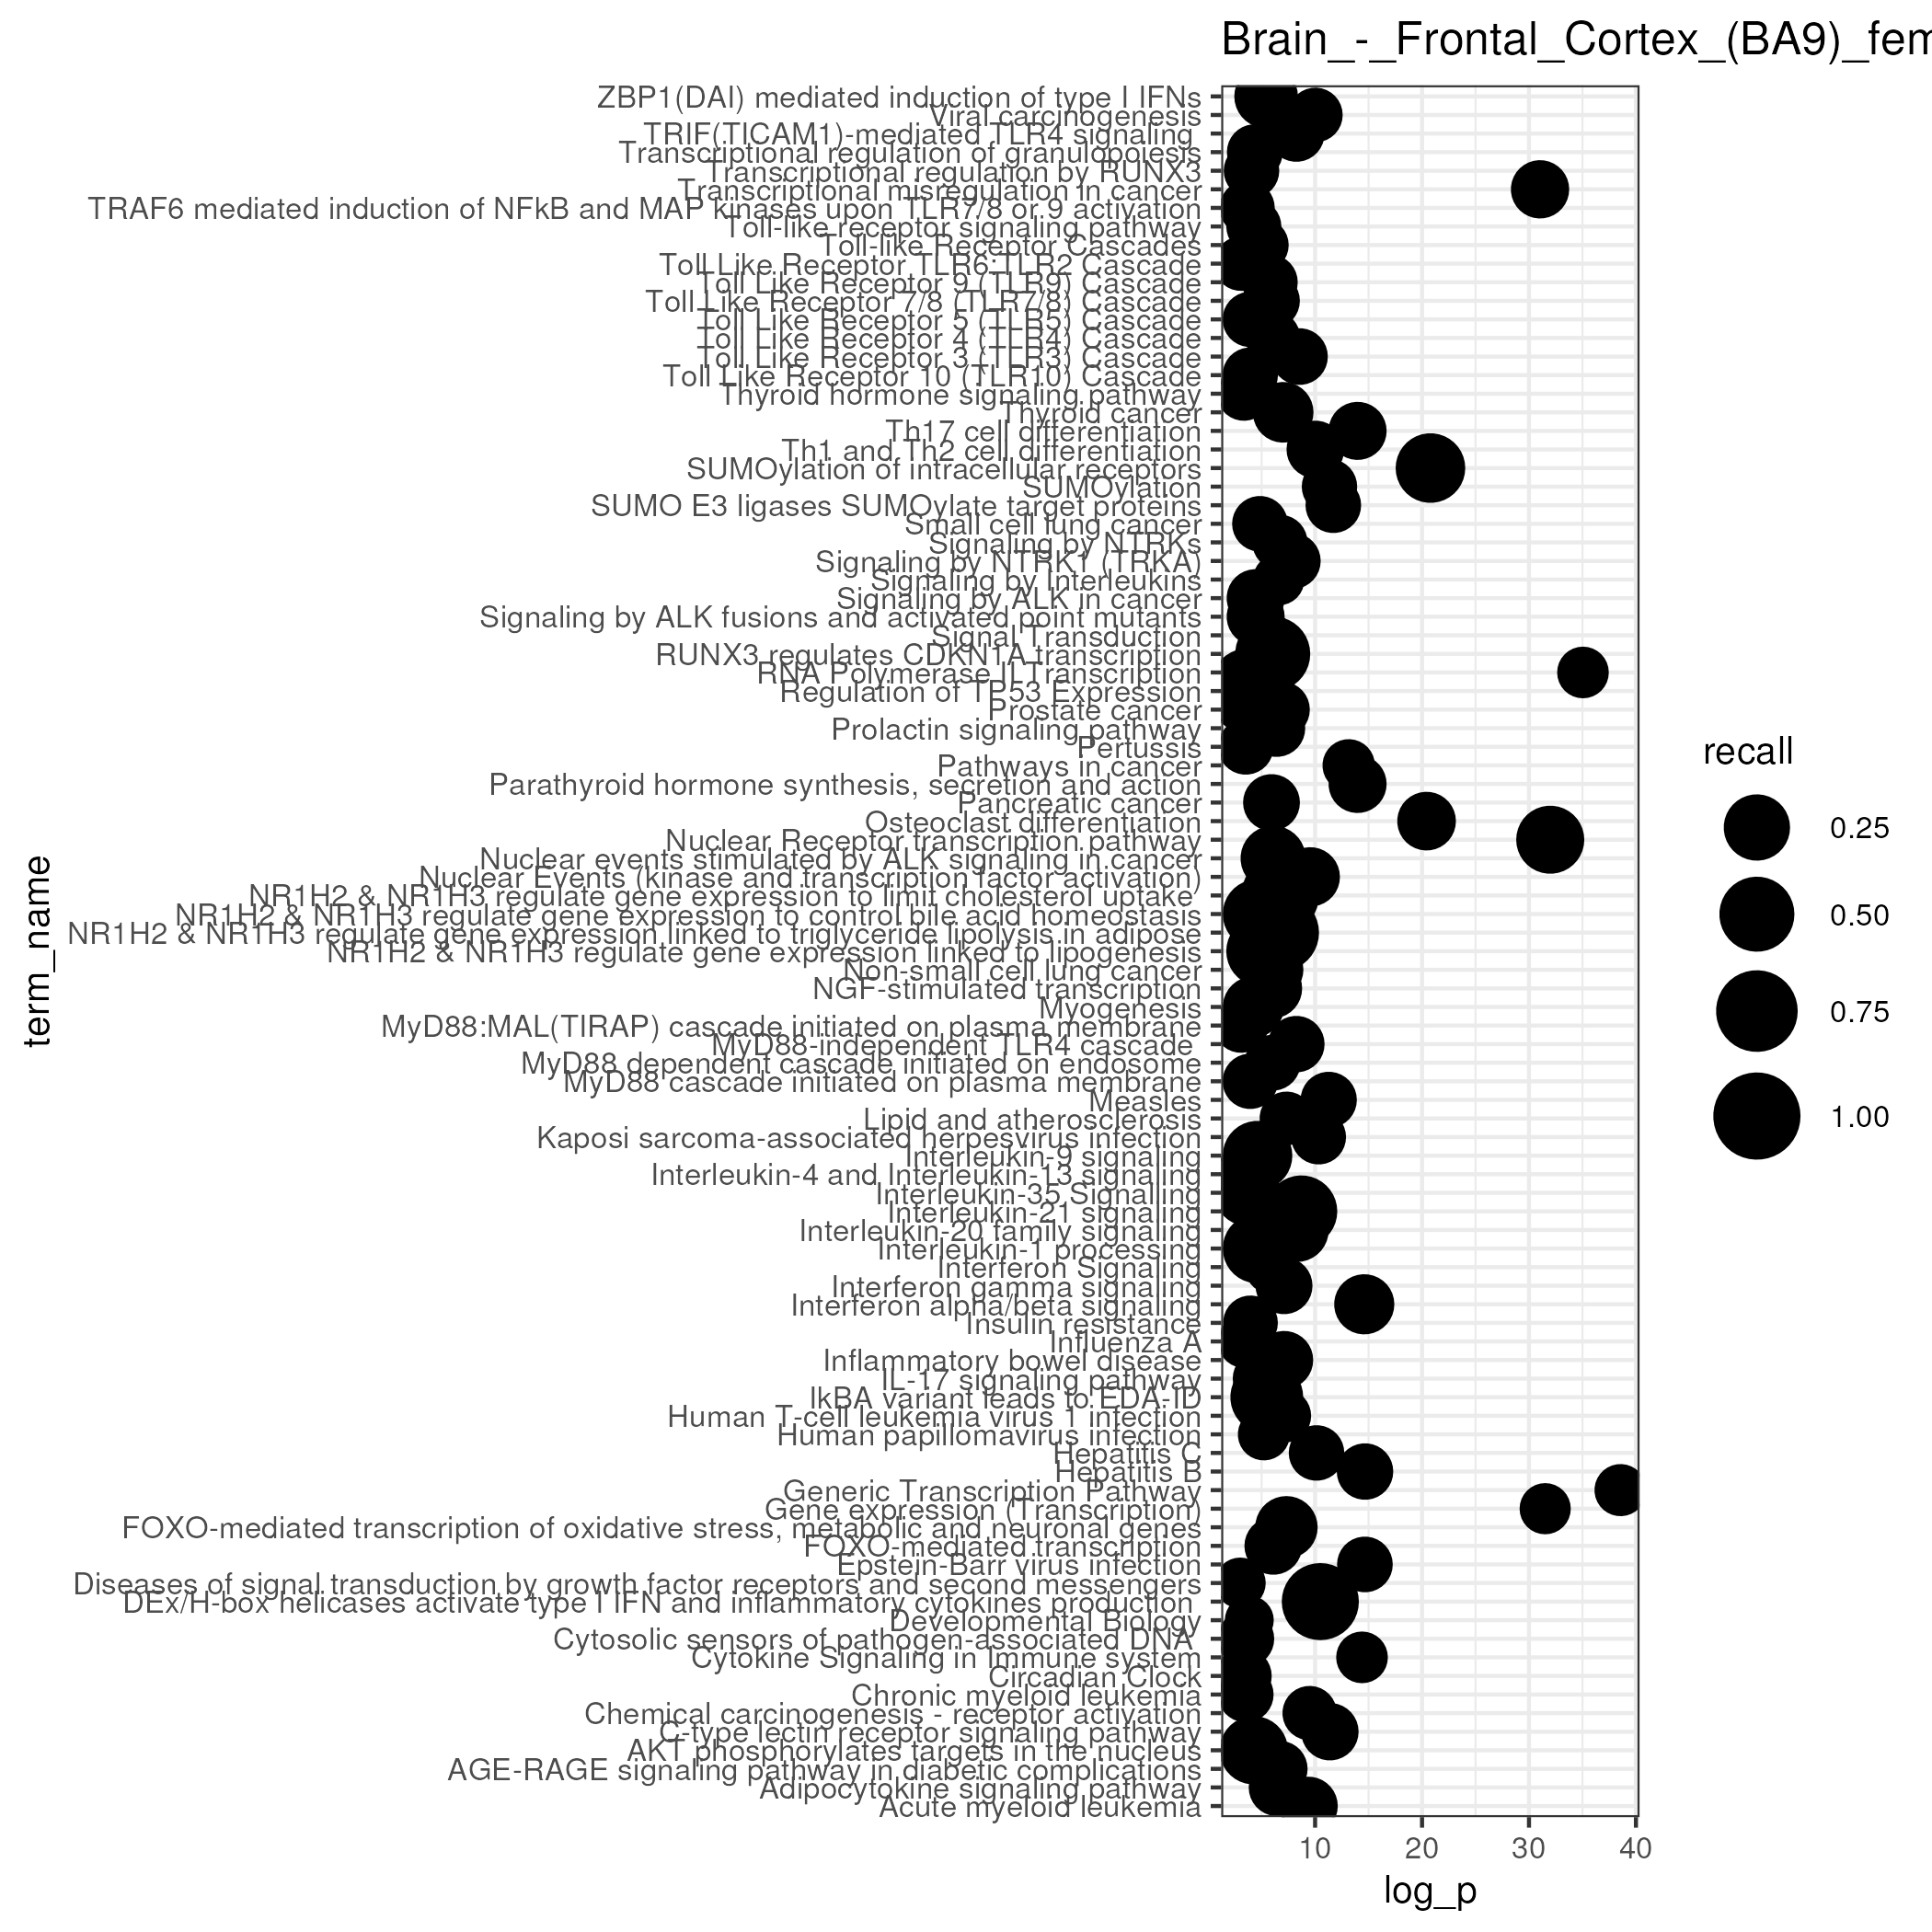 Brain_-_Frontal_Cortex_(BA9)_fem
ZBP1(DAI) mediated induction of type I IFNs
Viral carcinogenesis
TRIF(TICAM1)-mediated TLR4 signaling
Transcriptional regulation of granulopoiesis
Transcriptional regulation by RUNX3
Transcriptional misregulation in cancer
TRAF6 mediated induction of NFkB and MAP kinases upon TLR7/8 or 9 activation
Toll-like receptor signaling pathway
Toll-like Receptor Cascades
Toll Like Receptor TLR6:TLR2 Cascade
Toll Like Receptor 9 (TLR9) Cascade
Toll Like Receptor 7/8 (TLR7/8) Cascade
Toll Like Receptor 5 (TLR5) Cascade
Toll Like Receptor 4 (TLR4) Cascade
Toll Like Receptor 3 (TLR3) Cascade
Toll Like Receptor 10 (TLR10) Cascade
Thyroid hormone signaling pathway
Thyroid cancer
Th17 cell differentiation
Th1 and Th2 cell differentiation
SUMOylation of intracellular receptors
SUMOylation
SUMO E3 ligases SUMOylate target proteins
Small cell lung cancer
Signaling by NTRKs
Signaling by NTRK1 (TRKA)
Signaling by Interleukins
Signaling by ALK in cancer
Signaling by ALK fusions and activated point mutants
Signal Transduction
RUNX3 regulates CDKN1A transcription
RNA Polymerase II Transcription
Regulation of TP53 Expression
Prostate cancer
Prolactin signaling pathway
Pertussis
Pathways in cancer
Parathyroid hormone synthesis, secretion and action
Pancreatic cancer
Osteoclast differentiation
Nuclear Receptor transcription pathway
Nuclear events stimulated by ALK signaling in cancer
Nuclear Events (kinase and transcription factor activation)
NR1H2 & NR1H3 regulate gene expression to limit cholesterol uptake
NR1H2 & NR1H3 regulate gene expression to control bile acid homeostasis
NR1H2 & NR1H3 regulate gene expression linked to triglyceride lipolysis in adipose
NR1H2 & NR1H3 regulate gene expression linked to lipogenesis
Non-small cell lung cancer
NGF-stimulated transcription
Myogenesis
MyD88:MAL(TIRAP) cascade initiated on plasma membrane
MyD88-independent TLR4 cascade
MyD88 dependent cascade initiated on endosome
MyD88 cascade initiated on plasma membrane
Measles
Lipid and atherosclerosis
Kaposi sarcoma-associated herpesvirus infection
Interleukin-9 signaling
Interleukin-4 and Interleukin-13 signaling
Interleukin-35 Signalling
Interleukin-21 signaling
Interleukin-20 family signaling
Interleukin-1 processing
Interferon Signaling
Interferon gamma signaling
Interferon alpha/beta signaling
Insulin resistance
Influenza A
Inflammatory bowel disease
IL-17 signaling pathway
IkBA variant leads to EDA-ID
Human T-cell leukemia virus 1 infection
Human papillomavirus infection
Hepatitis C
Hepatitis B
Generic Transcription Pathway
Gene expression (Transcription)
FOXO-mediated transcription of oxidative stress, metabolic and neuronal genes
FOXO-mediated transcription
Epstein-Barr virus infection
Diseases of signal transduction by growth factor receptors and second messengers
DEx/H-box helicases activate type I IFN and inflammatory cytokines production
Developmental Biology
Cytosolic sensors of pathogen-associated DNA
Cytokine Signaling in Immune system
Circadian Clock
Chronic myeloid leukemia
Chemical carcinogenesis - receptor activation
C-type lectin receptor signaling pathway
AKT phosphorylates targets in the nucleus
AGE-RAGE signaling pathway in diabetic complications
Adipocytokine signaling pathway
Acute myeloid leukemia
term_name
10 20 30 40
log_p
recall
0.25
0.50
0.75
1.00